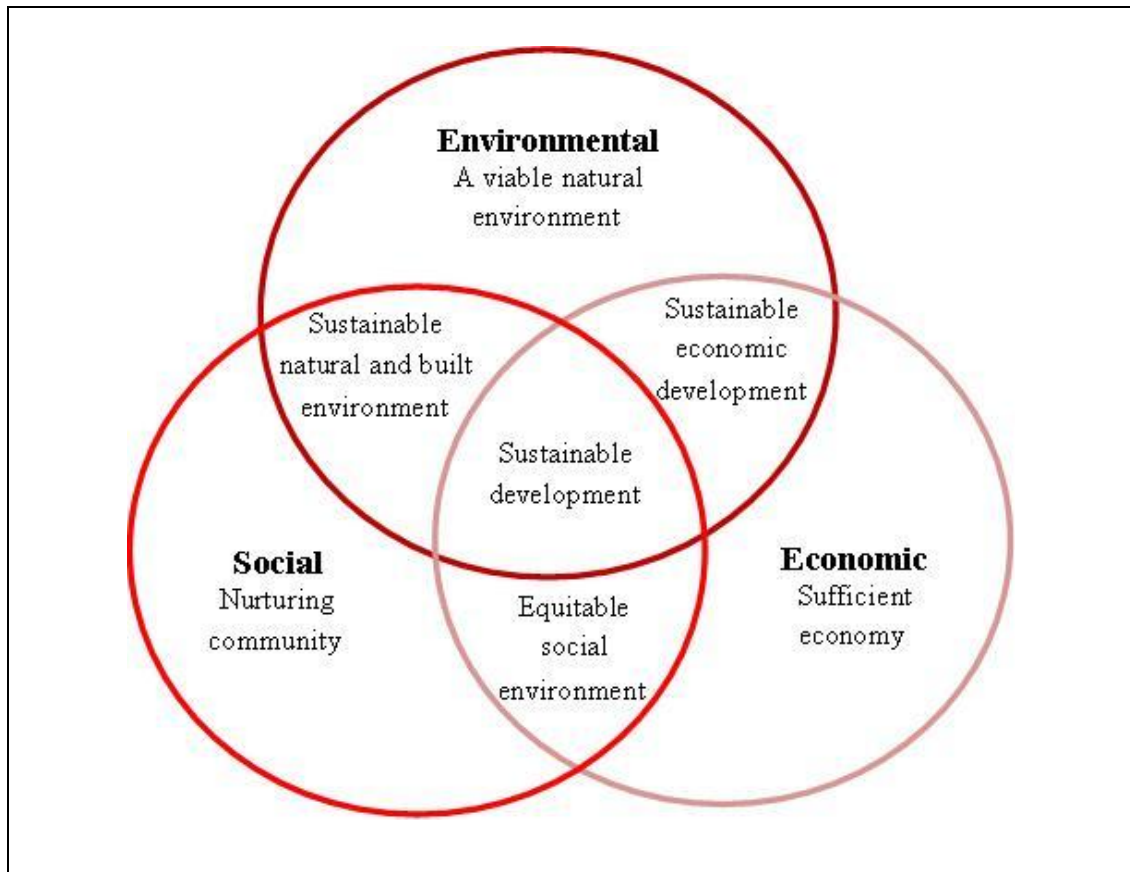 Environmental
A viable natural
environment
Sustainable
natural and built
environment
Sustainable
economic
development
Sustainable
development
Social
Nurturing
community
Equitable
social
environment
Economic
Sufficient
economy